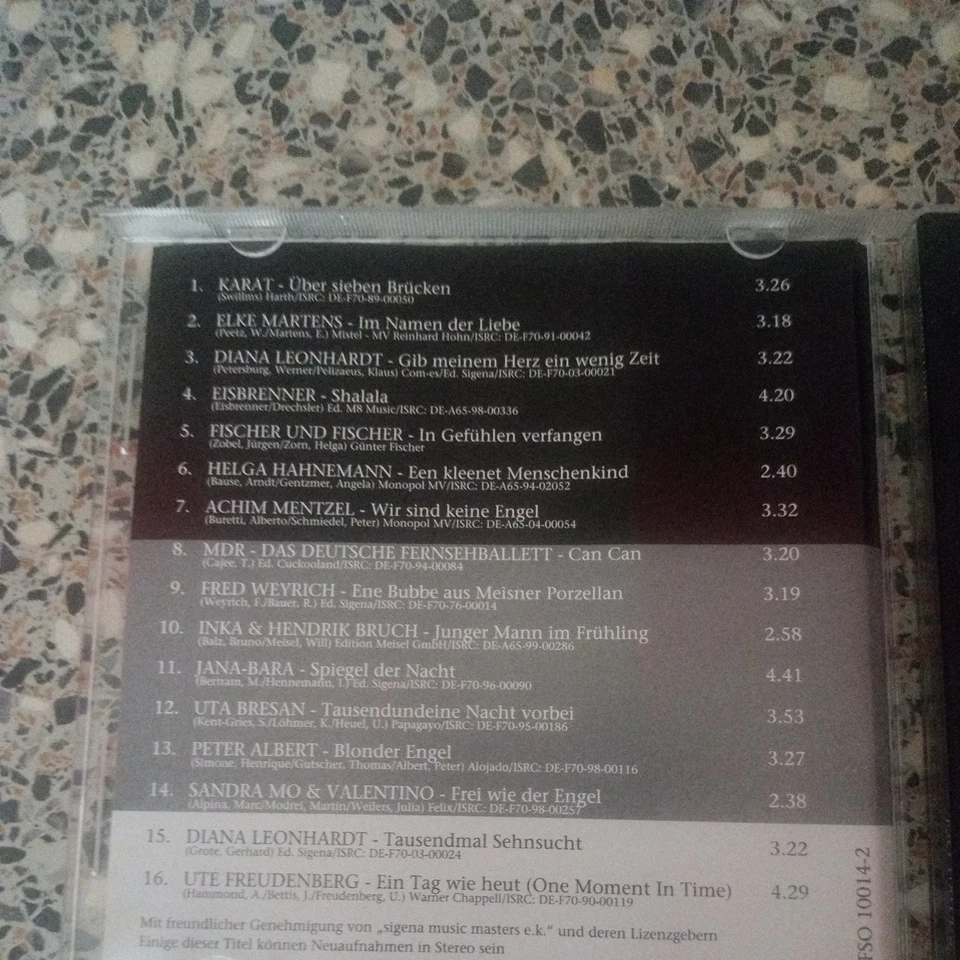 1. KARAT - Über sieben Brücken 3.26
(Swillms) Harth/ISRC: DE-F70-89-00050
2. ELKE MARTENS - Im Namen der Liebe 3.18
(Peetz, W./Martens, E.) Mistel - MV Reinhard Hohn/ISRC: DE-F70-91-00042
3. DIANA LEONHARDT - Gib meinem Herz ein wenig Zeit 3.22
(Petersburg, Werner/Pelizaeus, Klaus) Com-es/Ed. Sigena/ISRC: DE-F70-03-00021
4. EISBRENNER - Shalala 4.20
(Eisbrenner/Drechsler) Ed. M8 Music/ISRC: DE-A65-98-00336
5. FISCHER UND FISCHER - In Gefühlen verfangen 3.29
(Zobel, Jürgen/Zorn, Helga) Günter Fischer
6. HELGA HAHNEMANN - Een kleenet Menschenkind 2.40
(Bause, Arndt/Gentzmer, Angela) Monopol MV/ISRC: DE-A65-94-02052
7. ACHIM MENTZEL - Wir sind keine Engel 3.32
(Buretti, Alberto/Schmiedel, Peter) Monopol MV/ISRC: DE-A65-04-00054
8. MDR - DAS DEUTSCHE FERNSEHBALLETT - Can Can 3.20
(Cajee, T.) Ed. Cuckooland/ISRC: DE-F70-94-00084
9. FRED WEYRICH - Ene Bubbe aus Meisner Porzellan 3.19
(Weyrich, F./Bauer, R.) Ed. Sigena/ISRC: DE-F70-76-00014
10. INKA & HENDRIK BRUCH - Junger Mann im Frühling 2.58
(Balz, Bruno/Meisel, Will) Edition Meisel GmbH/ISRC: DE-A65-99-00286
11. JANA-BARA - Spiegel der Nacht 4.41
(Bertram, M./Hennemann, I.) Ed. Sigena/ISRC: DE-F70-96-00090
12. UTA BRESAN - Tausendundeine Nacht vorbei 3.53
(Kent-Gries, S./Löhmer, K./Heuel, U.) Papagayo/ISRC: DE-F70-95-00186
13. PETER ALBERT - Blonder Engel 3.27
(Simone, Henrique/Gutscher, Thomas/Albert, Peter) Alojado/ISRC: DE-F70-98-00116
14. SANDRA MO & VALENTINO - Frei wie der Engel 2.38
(Alpina, Marc/Modrei, Martin/Weilers, Julia) Felix/ISRC: DE-F70-98-00257
15. DIANA LEONHARDT - Tausendmal Sehnsucht 3.22
(Grote, Gerhard) Ed. Sigena/ISRC: DE-F70-03-00024
16. UTE FREUDENBERG - Ein Tag wie heut (One Moment In Time) 4.29
(Hammond, A./Bettis, J./Freudenberg, U.) Warner Chappell/ISRC: DE-F70-90-00119
Mit freundlicher Genehmigung von „sigena music masters e.k." und deren Lizenzgebern
Einige dieser Titel können Neuaufnahmen in Stereo sein
FSO 10014-2